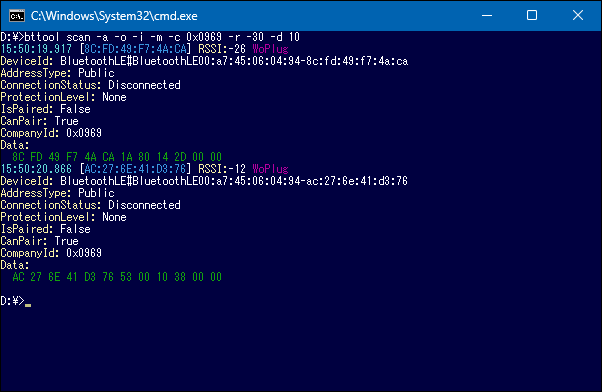 C:\Windows\System32\cmd.exe
D:¥>bttool scan -a -o -i -m -c 0x0969 -r -30 -d 10
15:50:19.917 [8C:FD:49:F7:4A:CA] RSSI:-26 WoPlug
DeviceId: BluetoothLE#BluetoothLE00:a7:45:06:04:94-8c:fd:49:f7:4a:ca
AddressType: Public
ConnectionStatus: Disconnected
ProtectionLevel: None
IsPaired: False
CanPair: True
CompanyId: 0x0969
Data:
8C FD 49 F7 4A CA 1A 80 14 2D 00 00
15:50:20.866 [AC:27:6E:41:D3:76] RSSI:-12 WoPlug
DeviceId: BluetoothLE#BluetoothLE00:a7:45:06:04:94-ac:27:6e:41:d3:76
AddressType: Public
ConnectionStatus: Disconnected
ProtectionLevel: None
IsPaired: False
CanPair: True
CompanyId: 0x0969
Data:
AC 27 6E 41 D3 76 53 00 10 38 00 00
D:¥>